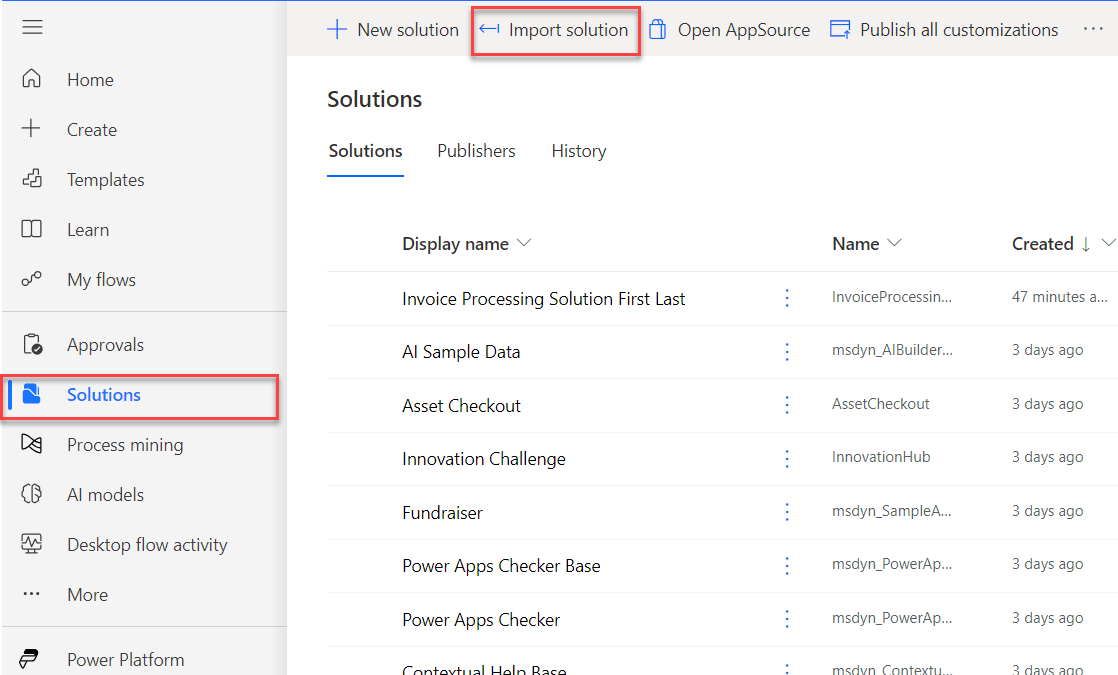 New solution Import solution Open AppSource Publish all customizations ...
Home
Create
Templates
Learn
My flows
Approvals
Solutions
Process mining
AI models
Desktop flow activity
More
Power Platform
Solutions
Solutions Publishers History
Display name Name Created
Invoice Processing Solution First Last InvoiceProcessin... 47 minutes a...
AI Sample Data msdyn_AIBuilder... 3 days ago
Asset Checkout AssetCheckout 3 days ago
Innovation Challenge InnovationHub 3 days ago
Fundraiser msdyn_SampleA... 3 days ago
Power Apps Checker Base msdyn_PowerAp... 3 days ago
Power Apps Checker msdyn_PowerAp... 3 days ago
Contextual Help Base msdyn_Contextu... 3 days ago